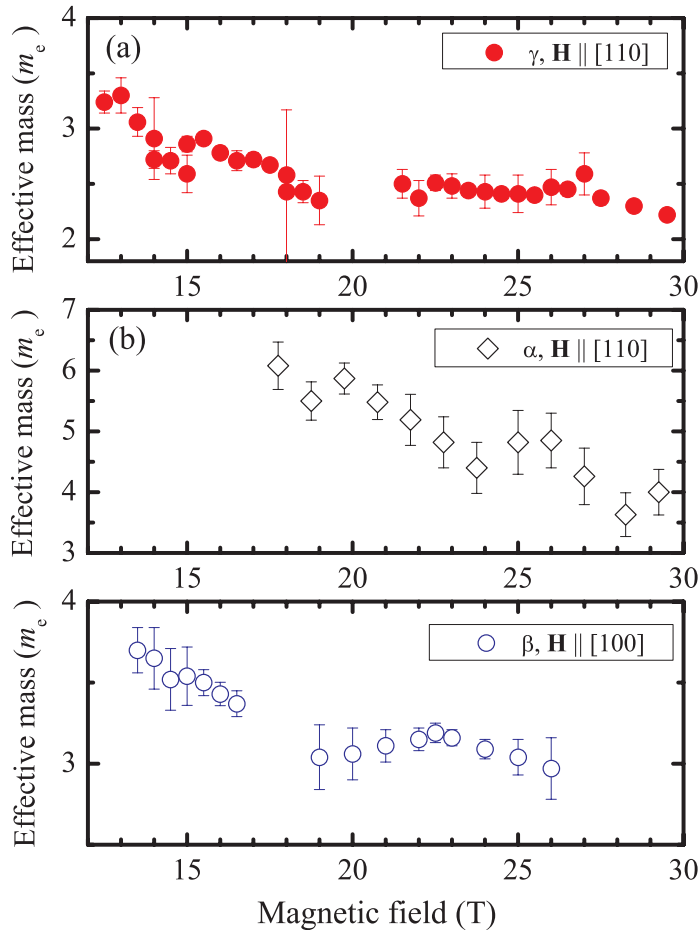 4
(a)
γ, H || [110]
3
2
Effective mass (me)
15 20 25 30
7
(b)
α, H || [110]
6
5
4
3
Effective mass (me)
15 20 25 30
4
β, H || [100]
3
Effective mass (me)
15 20 25 30
Magnetic field (T)